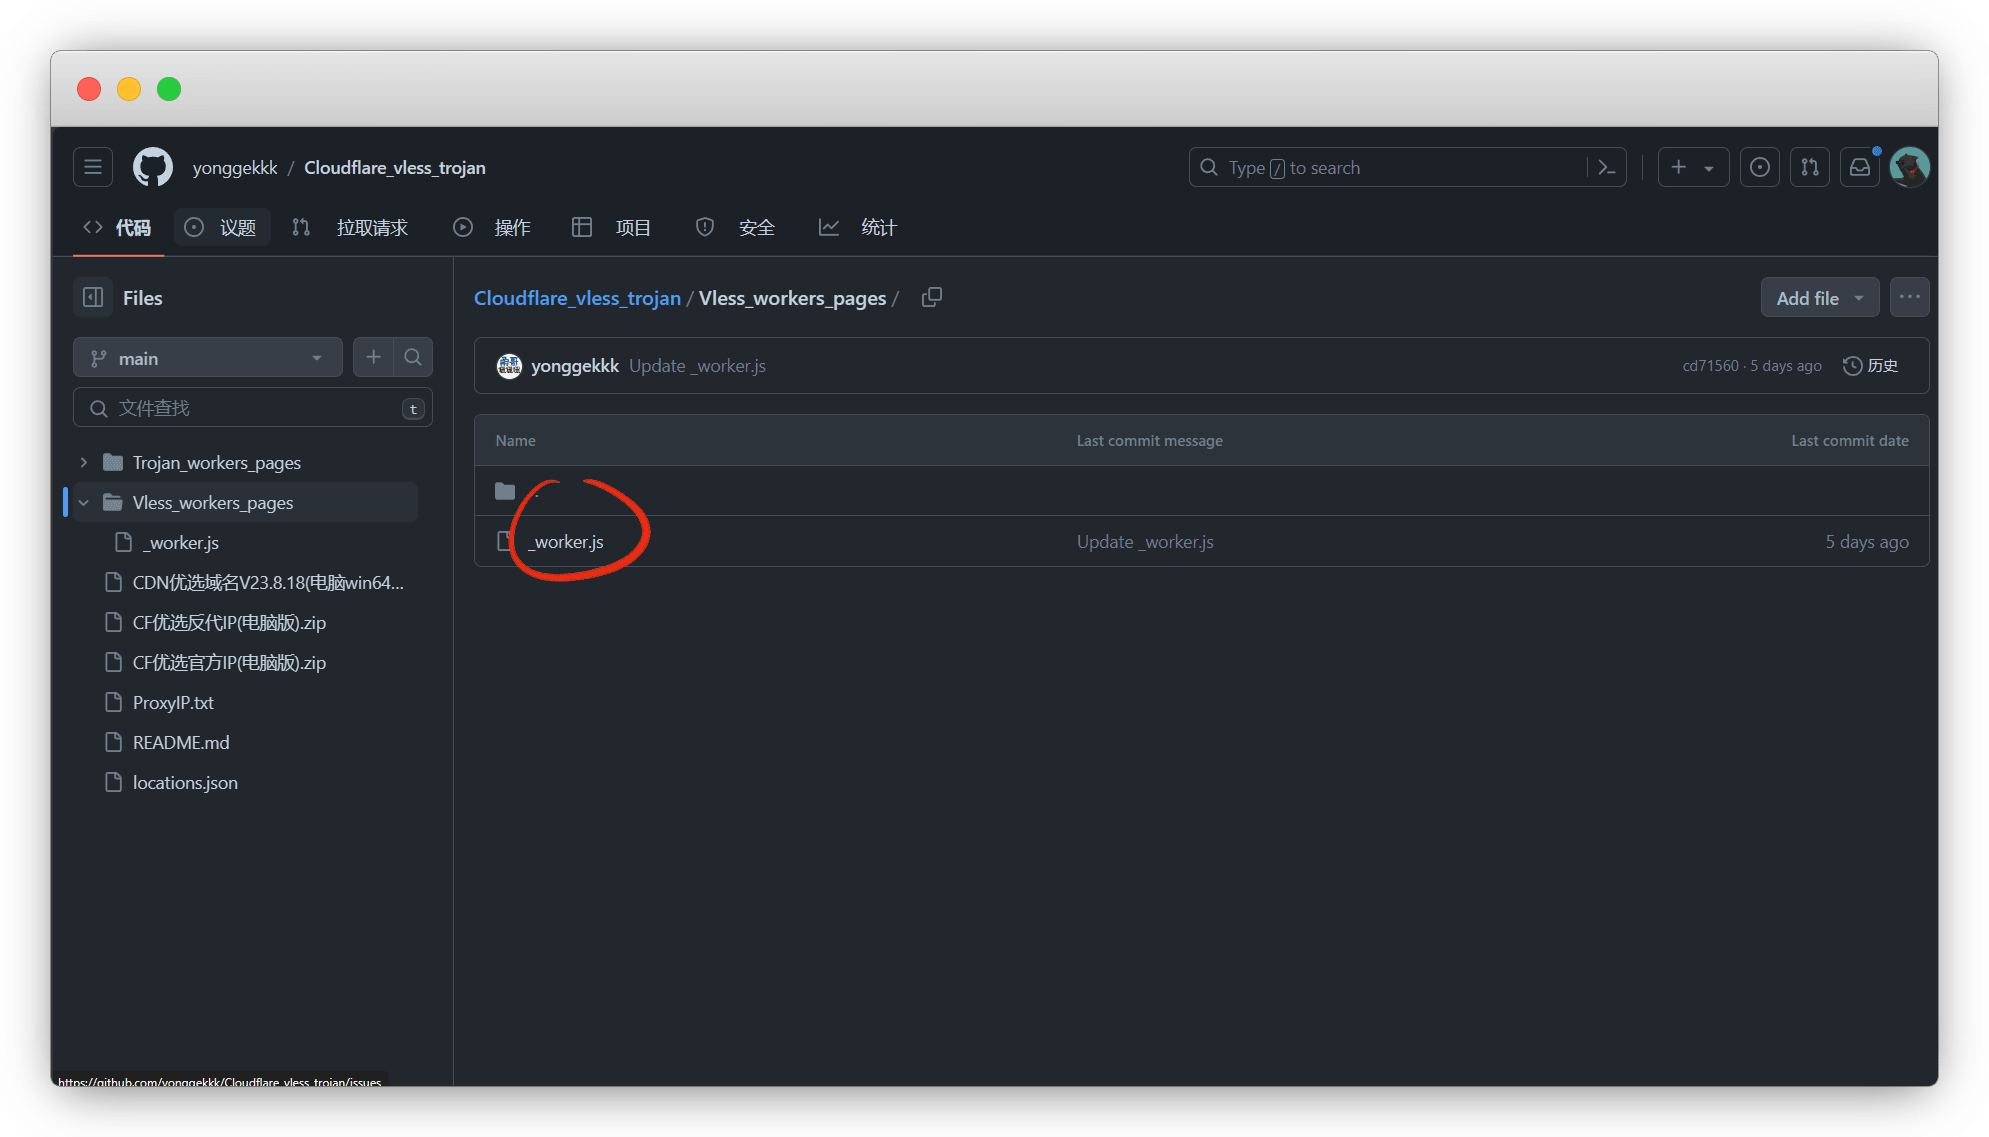 yonggekkk / Cloudflare_vless_trojan
Type / to search
代码 议题 拉取请求 操作 项目 安全 统计
Files
main
文件查找 t
Trojan_workers_pages
Vless_workers_pages
_worker.js
CDN优选域名V23.8.18(电脑win64...
CF优选反代IP(电脑版).zip
CF优选官方IP(电脑版).zip
ProxyIP.txt
README.md
locations.json
Cloudflare_vless_trojan / Vless_workers_pages /
Add file
yonggekkk Update _worker.js cd71560 · 5 days ago 历史
Name Last commit message Last commit date
_worker.js Update _worker.js 5 days ago
https://github.com/yonggekkk/Cloudflare_vless_trojan/issues